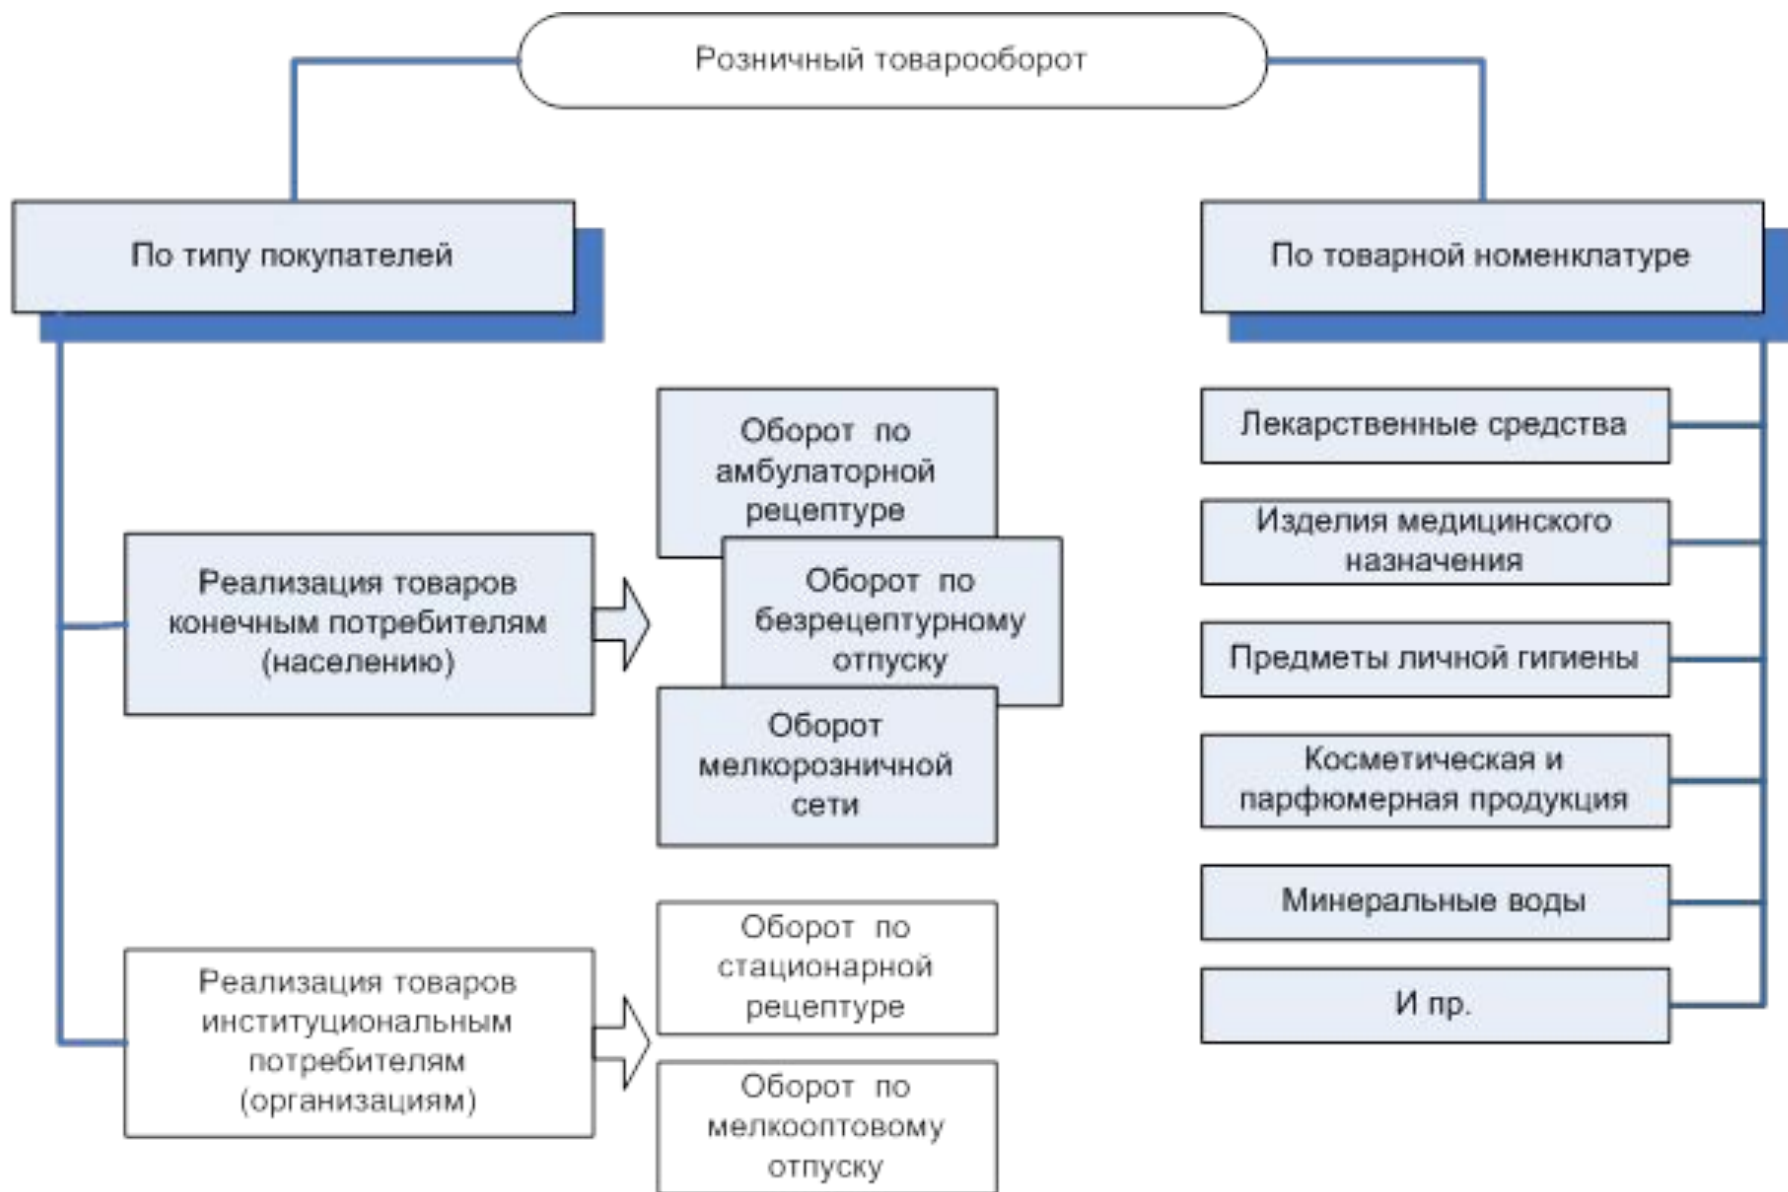 Розничный товарооборот
По типу покупателей
По товарной номенклатуре
Реализация товаров
конечным потребителям
(населению)
Оборот по
амбулаторной
рецептуре
Оборот по
безрецептурному
отпуску
Оборот
мелкорозничной
сети
Реализация товаров
институциональным
потребителям
(организациям)
Оборот по
стационарной
рецептуре
Оборот по
мелкооптовому
отпуску
Лекарственные средства
Изделия медицинского
назначения
Предметы личной гигиены
Косметическая и
парфюмерная продукция
Минеральные воды
И пр.